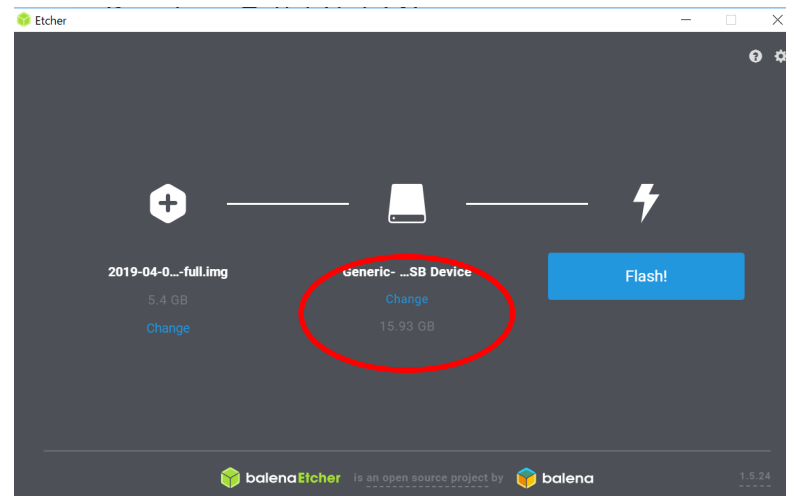 Etcher
2019-04-0...-full.img
5.4 GB
Change
Generic- ...SB Device
Change
15.93 GB
Flash!
balenaEtcher is an open source project by balena
1.5.24